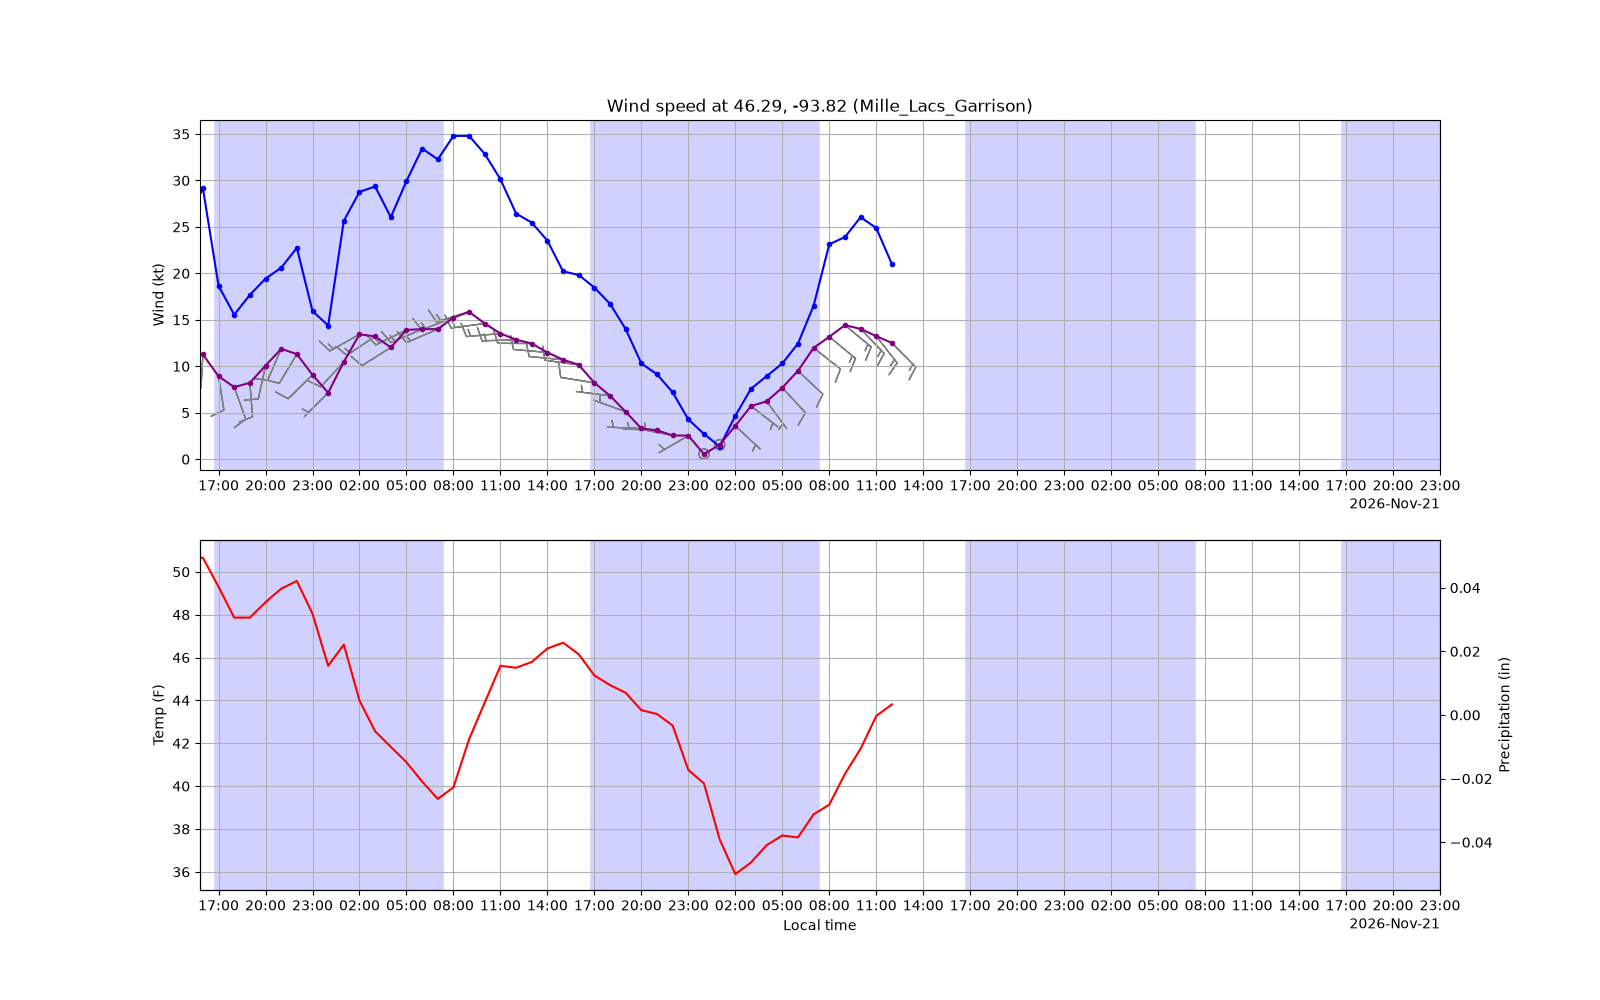 Wind speed at 46.29, -93.82 (Mille_Lacs_Garrison)
35
30
25
20
15
10
5
0
Wind (kt)
17:00 20:00 23:00 02:00 05:00 08:00 11:00 14:00 17:00 20:00 23:00 02:00 05:00 08:00 11:00 14:00 17:00 20:00 23:00 02:00 05:00 08:00 11:00 14:00 17:00 20:00 23:00
2026-Nov-21
50
48
46
44
42
40
38
36
Temp (F)
0.04
0.02
0.00
−0.02
−0.04
Precipitation (in)
17:00 20:00 23:00 02:00 05:00 08:00 11:00 14:00 17:00 20:00 23:00 02:00 05:00 08:00 11:00 14:00 17:00 20:00 23:00 02:00 05:00 08:00 11:00 14:00 17:00 20:00 23:00
Local time
2026-Nov-21